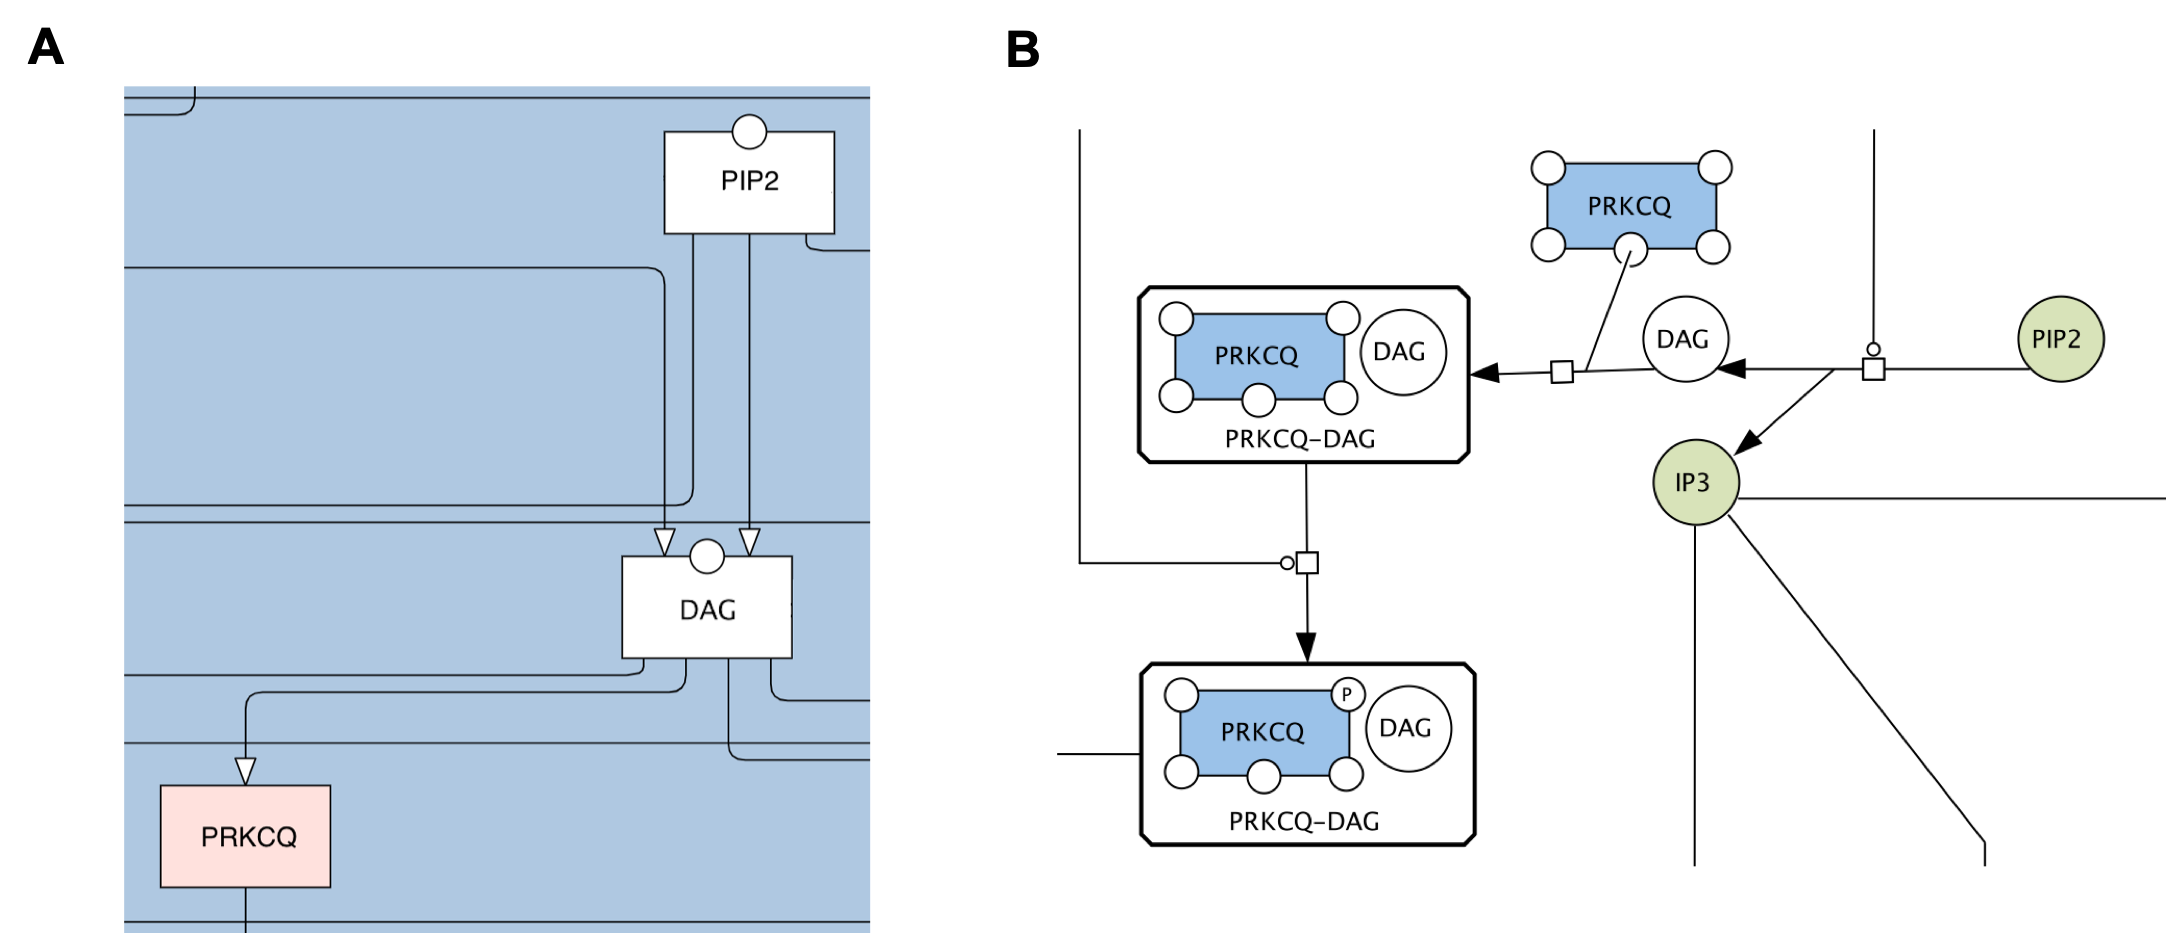 A
PIP2
DAG
PRKCQ
B
PRKCQ
PRKCQ
DAG
PRKCQ-DAG
DAG
PIP2
IP3
P
PRKCQ
DAG
PRKCQ-DAG